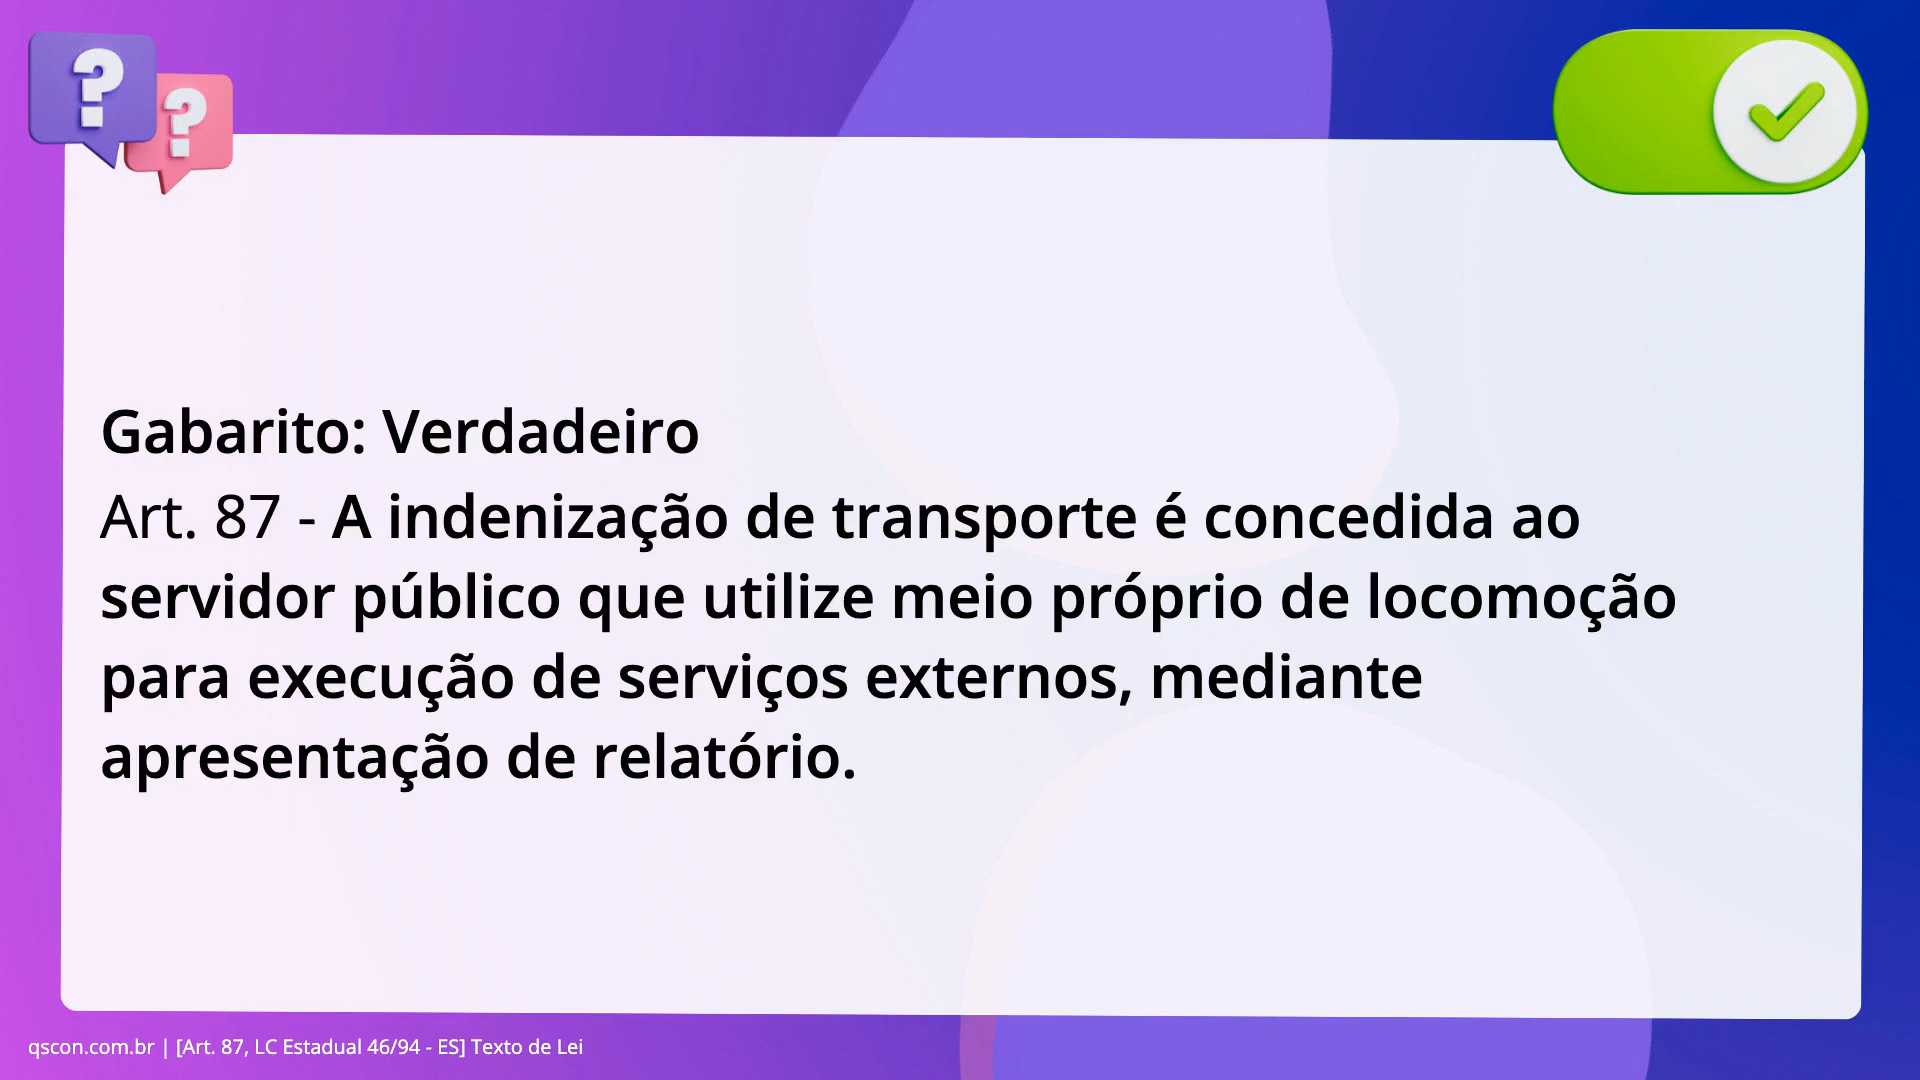 ?
?
Gabarito: Verdadeiro
Art. 87 - A indenização de transporte é concedida ao
servidor público que utilize meio próprio de locomoção
para execução de serviços externos, mediante
apresentação de relatório.
qscon.com.br | [Art. 87, LC Estadual 46/94 - ES] Texto de Lei